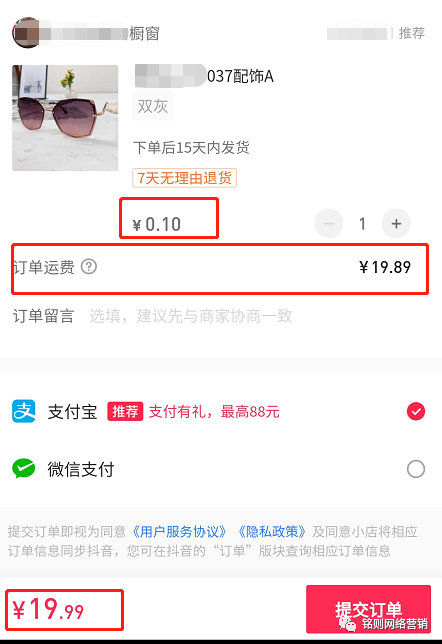 橱窗
推荐
037配饰A
双灰
下单后15天内发货
7天无理由退货
¥0.10
− 1 +
订单运费 ?
¥19.89
订单留言 选填，建议先与商家协商一致
支 支付宝 推荐 支付有礼，最高88元
微信支付
提交订单即视为同意《用户服务协议》《隐私政策》及同意小店将相应
订单信息同步抖音，您可在抖音的“订单”版块查询相应订单信息
¥19.99
提交订单
铭则网络营销